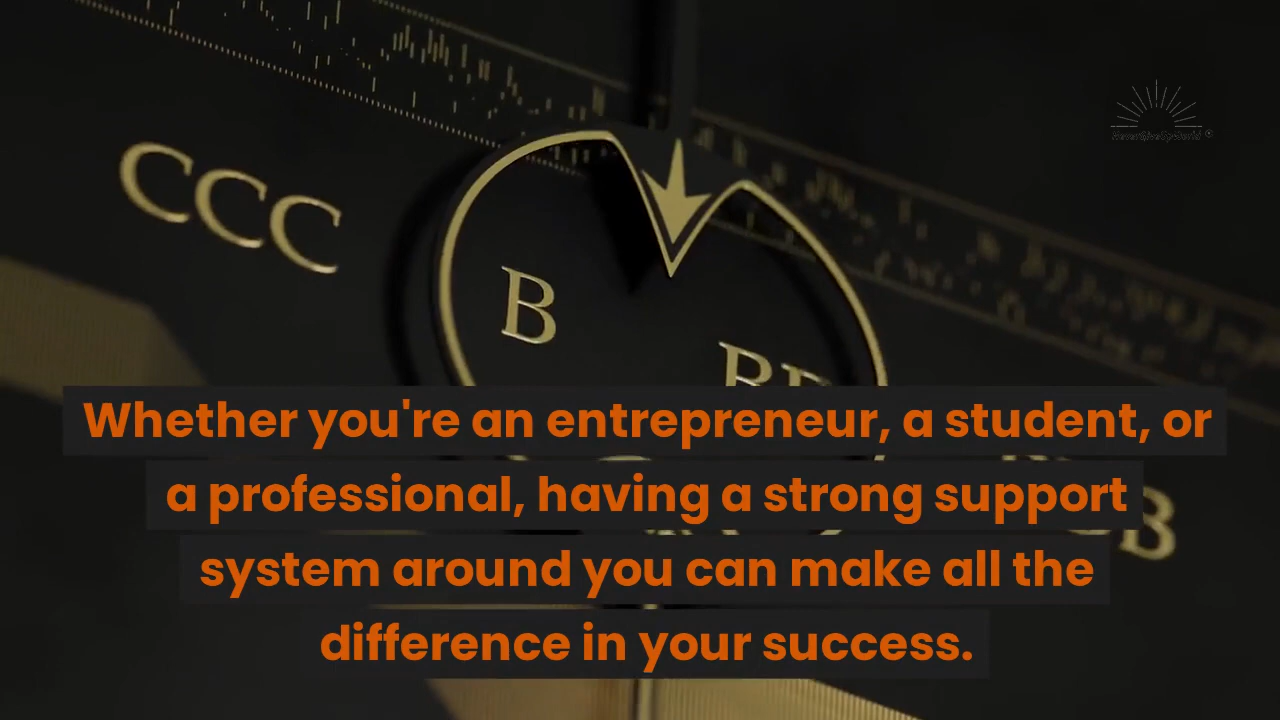 CCC
B
Whether you're an entrepreneur, a student, or
a professional, having a strong support
system around you can make all the
difference in your success.